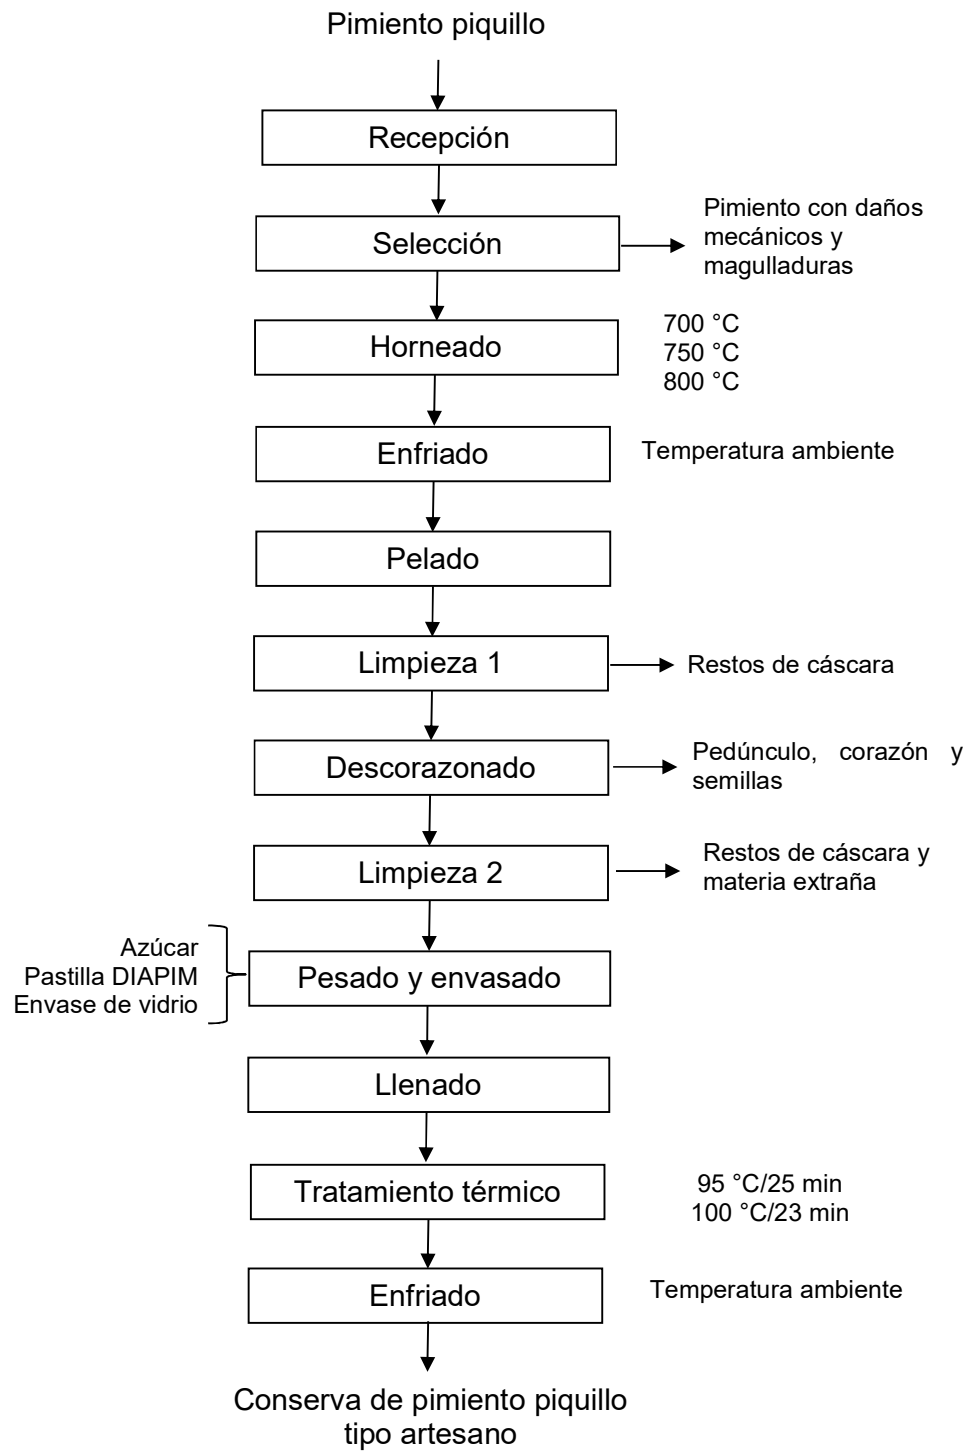 Pimiento piquillo
Recepción
Selección
Pimiento con daños
mecánicos y
magulladuras
Horneado
700 °C
750 °C
800 °C
Enfriado
Temperatura ambiente
Pelado
Limpieza 1
Restos de cáscara
Descorazonado
Pedúnculo, corazón y
semillas
Limpieza 2
Restos de cáscara y
materia extraña
Azúcar
Pastilla DIAPIM
Envase de vidrio
Pesado y envasado
Llenado
Tratamiento térmico
95 °C/25 min
100 °C/23 min
Enfriado
Temperatura ambiente
Conserva de pimiento piquillo
tipo artesano